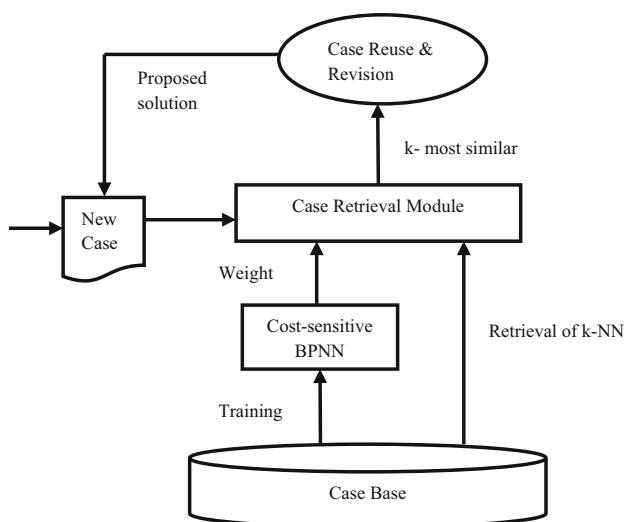 Case Reuse &
Revision
Proposed
solution
k- most similar
New
Case
Case Retrieval Module
Weight
Cost-sensitive
BPNN
Retrieval of k-NN
Training
Case Base